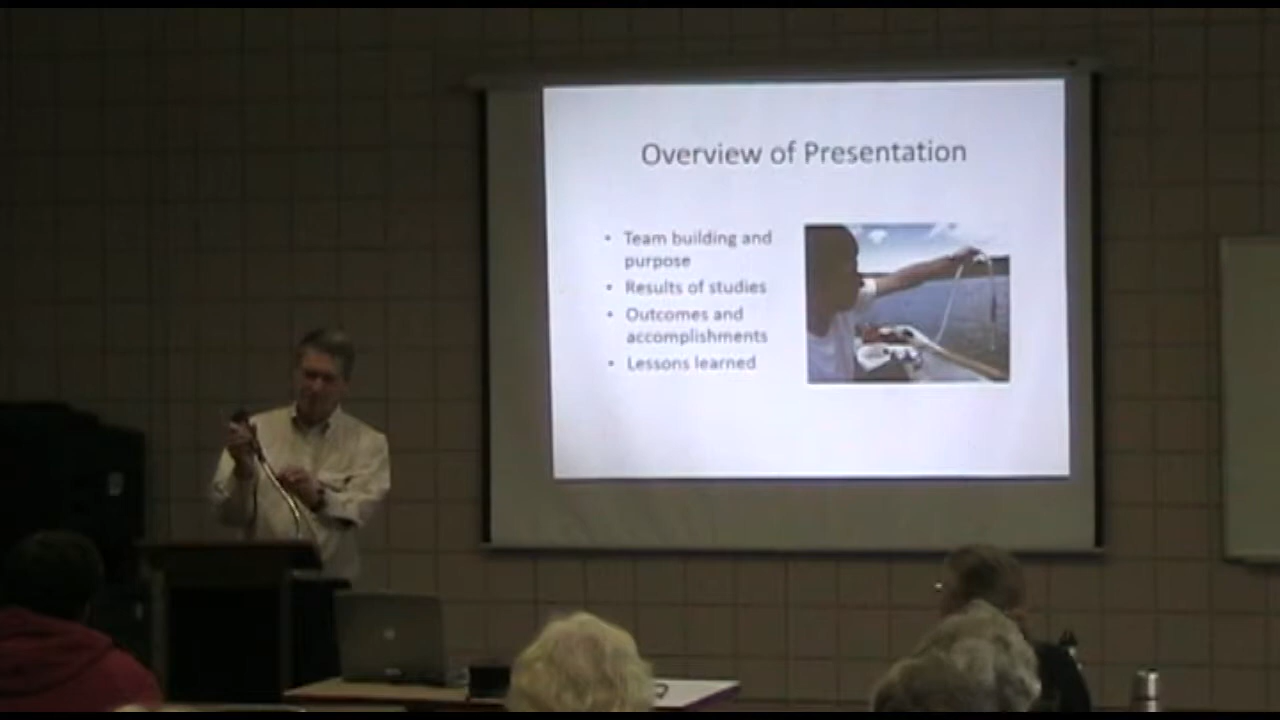 Overview of Presentation
• Team building and
purpose
• Results of studies
• Outcomes and
accomplishments
• Lessons learned